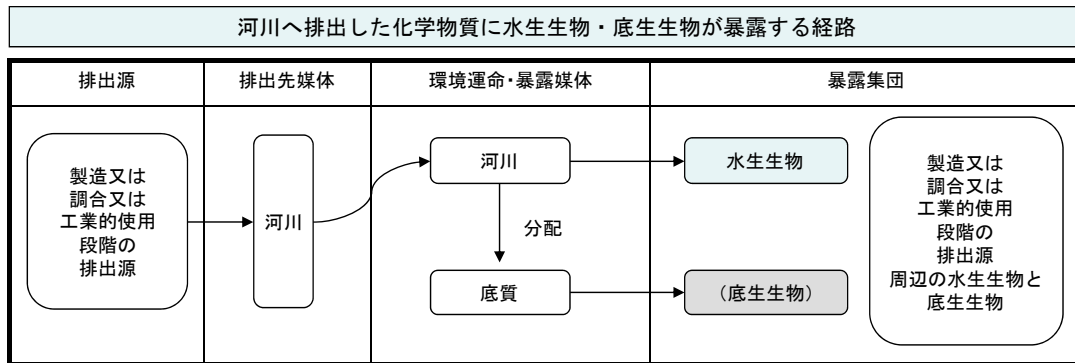 河川へ排出した化学物質に水生生物・底生生物が暴露する経路
排出源
排出先媒体
環境運命・暴露媒体
暴露集団
製造又は
調合又は
工業的使用
段階の
排出源
河川
河川
分配
底質
水生生物
(底生生物)
製造又は
調合又は
工業的使用
段階の
排出源
周辺の水生生物と
底生生物